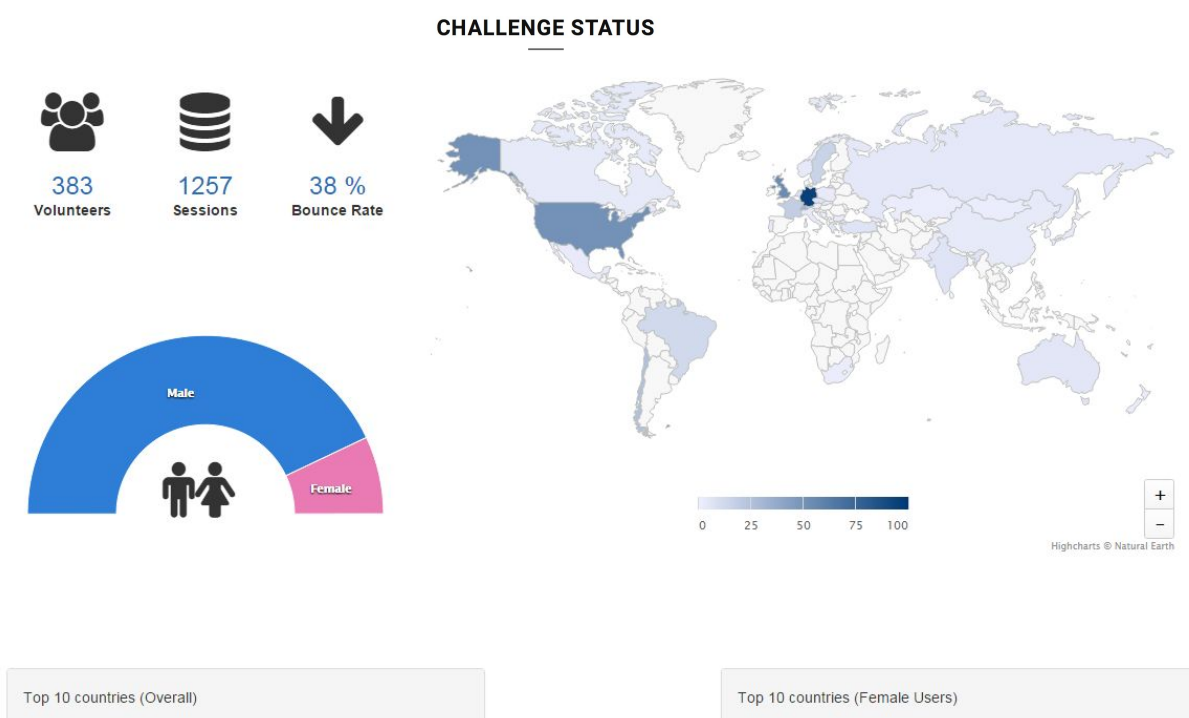 CHALLENGE STATUS
383
Volunteers
1257
Sessions
38 %
Bounce Rate
Male
Female
0 25 50 75 100
+
−
Highcharts © Natural Earth
Top 10 countries (Overall)
Top 10 countries (Female Users)